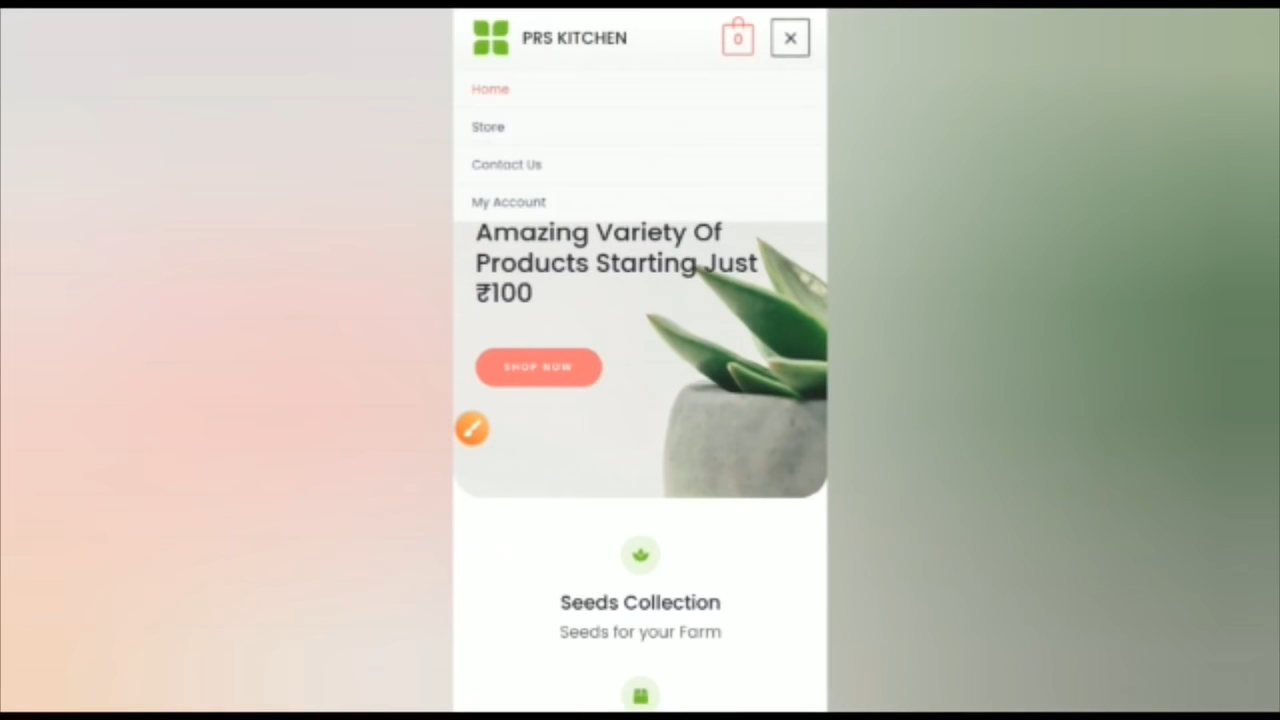 PRS KITCHEN
0
Home
Store
Contact Us
My Account
Amazing Variety Of
Products Starting Just
₹100
SHOP NOW
Seeds Collection
Seeds for your Farm